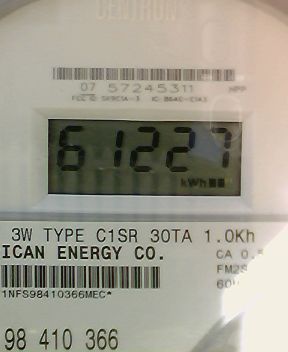 CENTRON
07 57245311
61227
kWh
3W TYPE C1SR 30TA 1.0Kh
ICAN ENERGY CO.
CA 0.5
FM2S
1NFS98410366MEC*
98 410 366